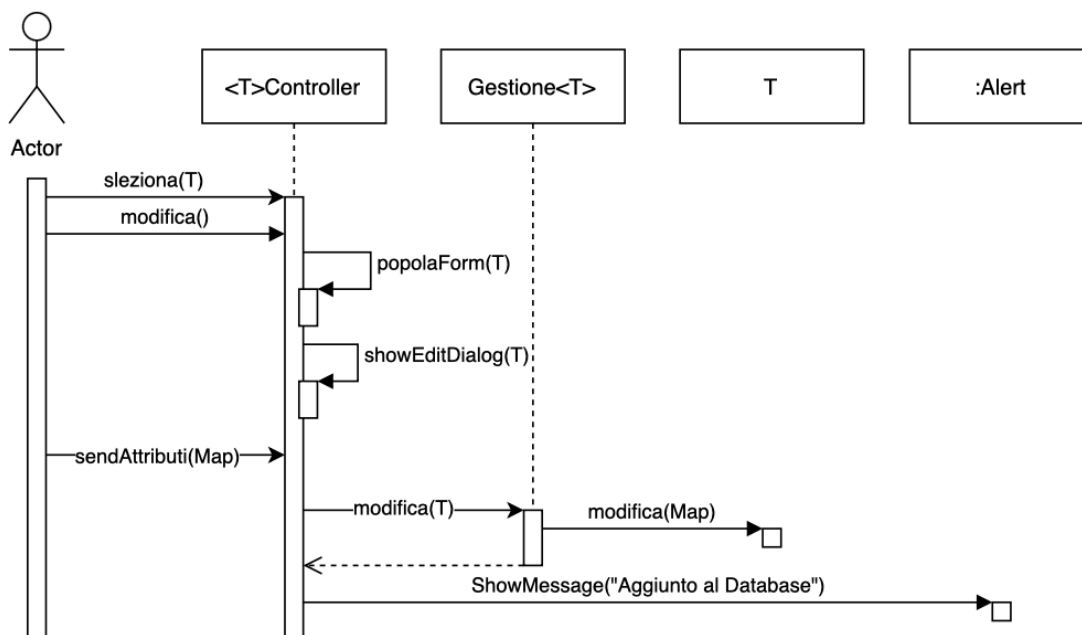 <T>Controller
Gestione<T>
T
:Alert
Actor
sleziona(T)
modifica()
popolaForm(T)
showEditDialog(T)
sendAttributi(Map)
modifica(T)
modifica(Map)
ShowMessage("Aggiunto al Database")